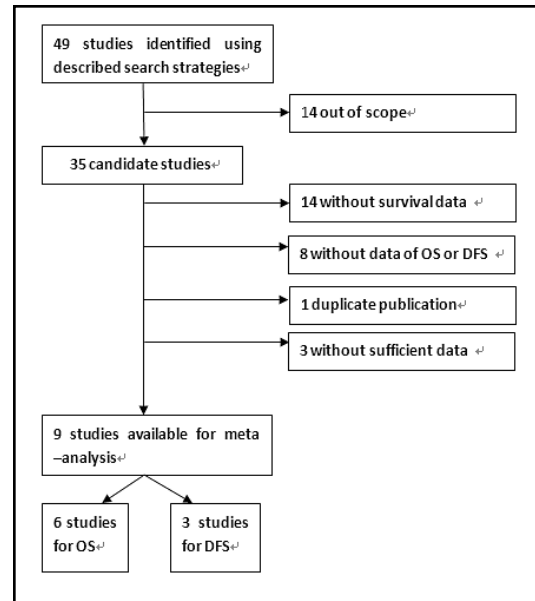 49 studies identified using
described search strategies↵
14 out of scope↵
35 candidate studies↵
14 without survival data ↵
8 without data of OS or DFS ↵
1 duplicate publication↵
3 without sufficient data ↵
9 studies available for meta
–analysis↵
6 studies
for OS↵
3 studies
for DFS↵